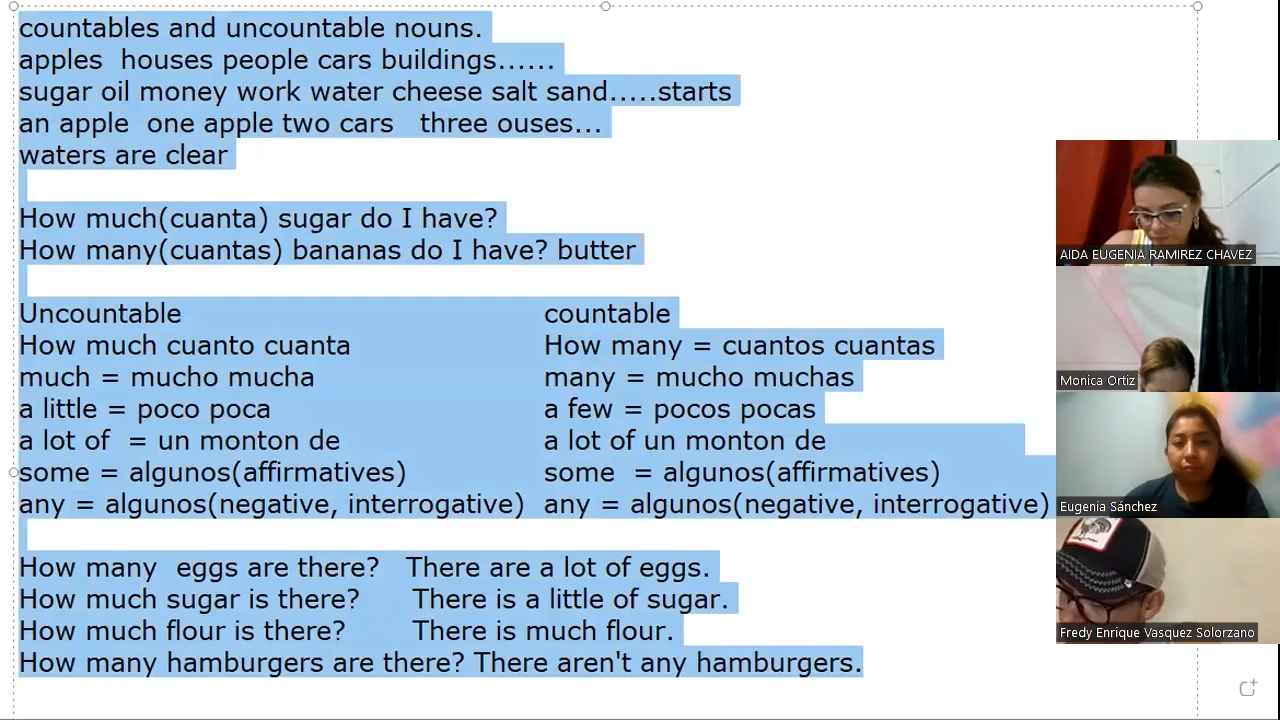 countables and uncountable nouns.
apples  houses people cars buildings......
sugar oil money work water cheese salt sand.....starts
an apple  one apple two cars   three ouses...
waters are clear
How much(cuanta) sugar do I have?
How many(cuantas) bananas do I have? butter
Uncountable    countable
How much cuanto cuanta    How many = cuantos cuantas
much = mucho mucha    many = mucho muchas
a little = poco poca    a few = pocos pocas
a lot of  = un monton de    a lot of un monton de
some = algunos(affirmatives)    some  = algunos(affirmatives)
any = algunos(negative, interrogative)    any = algunos(negative, interrogative)
How many  eggs are there?   There are a lot of eggs.
How much sugar is there?    There is a little of sugar.
How much flour is there?    There is much flour.
How many hamburgers are there? There aren't any hamburgers.
AIDA EUGENIA RAMIREZ CHAVEZ
Monica Ortiz
Eugenia Sánchez
Fredy Enrique Vasquez Solorzano